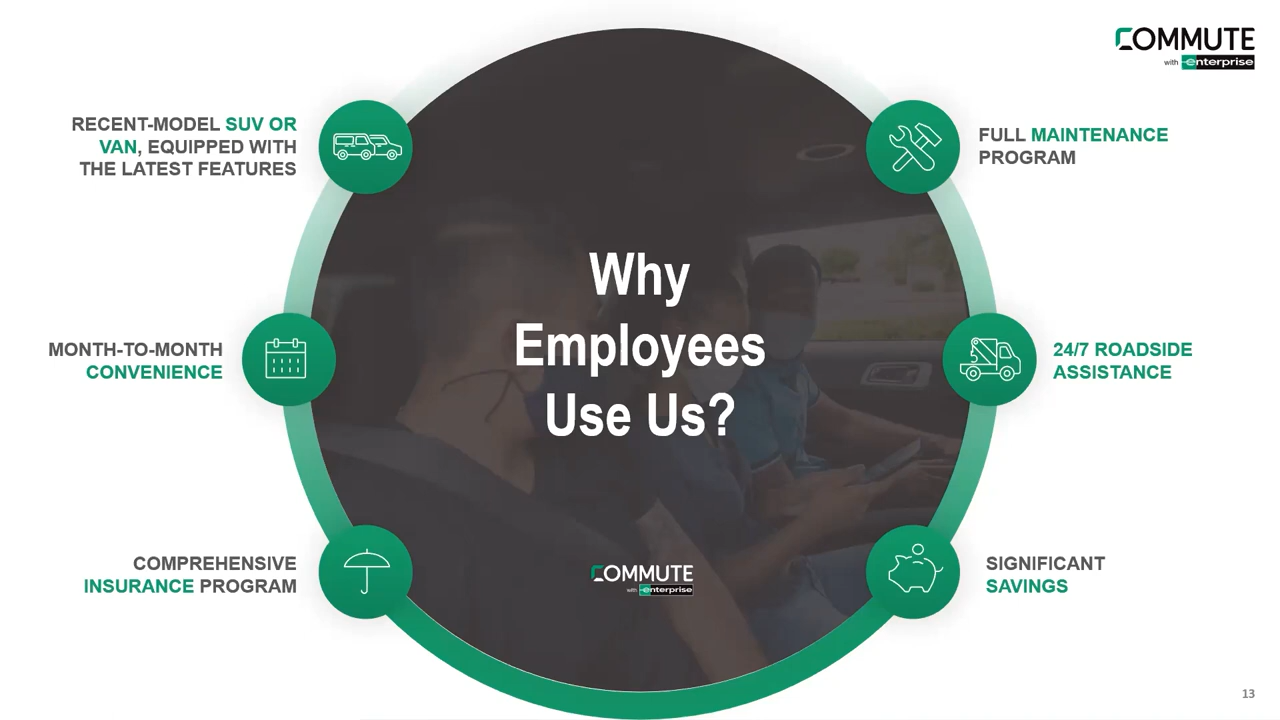 COMMUTE
with enterprise
RECENT-MODEL SUV OR
VAN, EQUIPPED WITH
THE LATEST FEATURES
FULL MAINTENANCE
PROGRAM
Why
Employees
Use Us?
MONTH-TO-MONTH
CONVENIENCE
24/7 ROADSIDE
ASSISTANCE
COMPREHENSIVE
INSURANCE PROGRAM
SIGNIFICANT
SAVINGS
COMMUTE
with enterprise
13